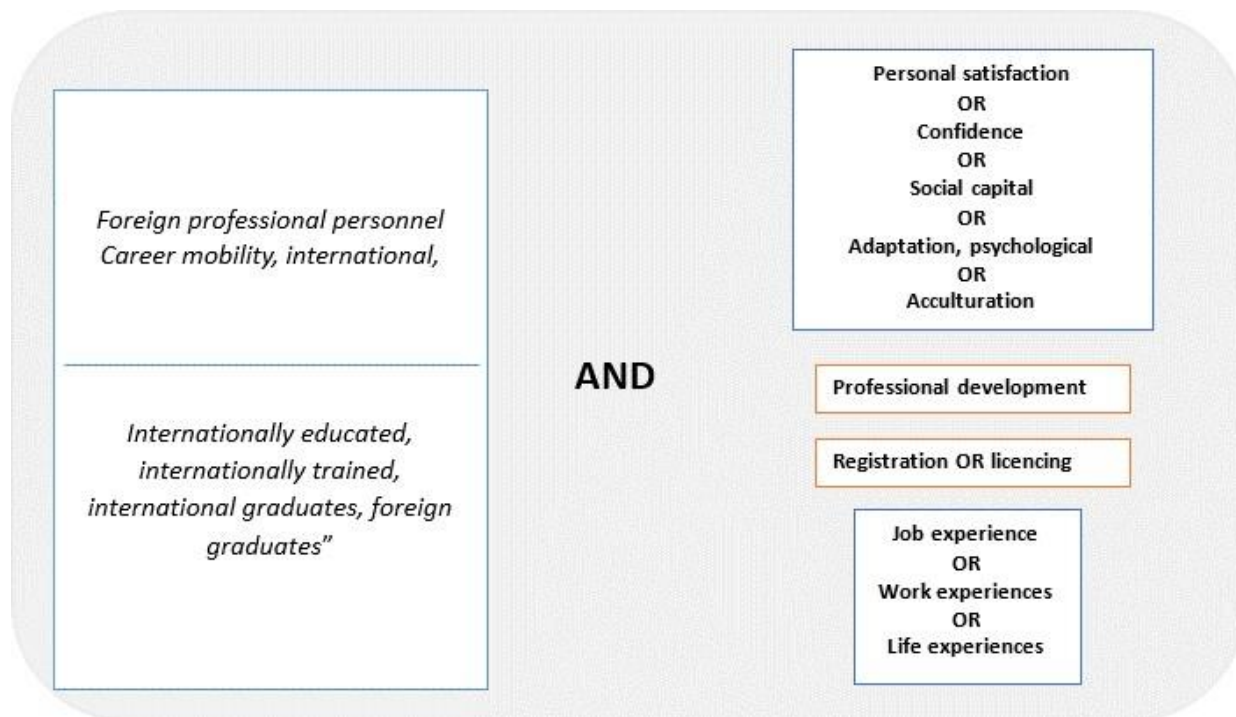 Foreign professional personnel
Career mobility, international,
Internationally educated,
internationally trained,
international graduates, foreign
graduates”
AND
Personal satisfaction
OR
Confidence
OR
Social capital
OR
Adaptation, psychological
OR
Acculturation
Professional development
Registration OR licencing
Job experience
OR
Work experiences
OR
Life experiences